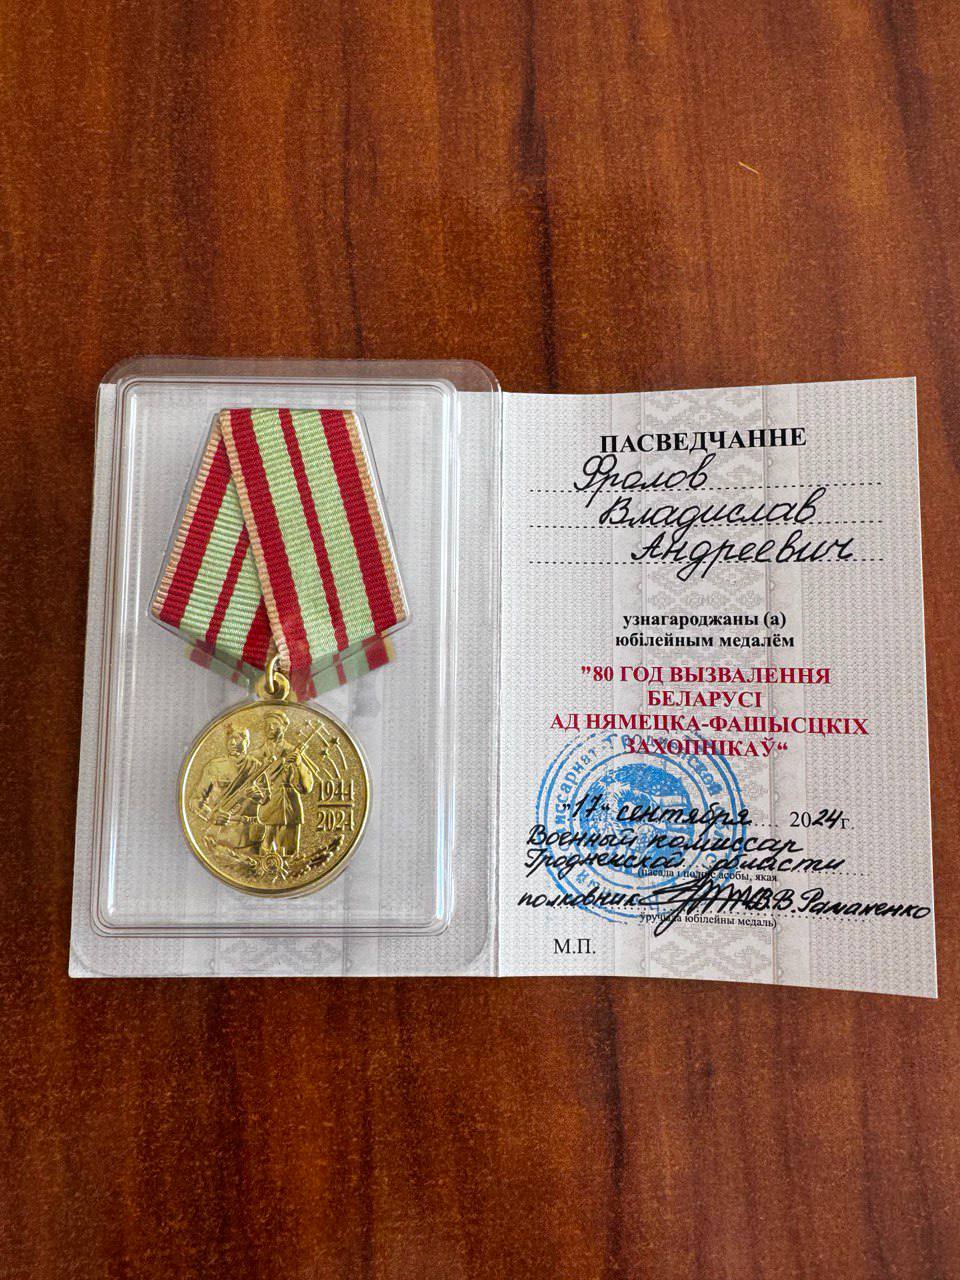 1944
2024
ПАСВЕДЧАННЕ
Фролов
Владислав
Андреевич
узнагароджаны (а)
юбілейным медалём
"80 ГОД ВЫЗВАЛЕННЯ
БЕЛАРУСІ
АД НЯМЕЦКА-ФАШЫСЦКІХ
ЗАХОПНІКАЎ"
"17" сентября 2024г.
Военный комиссар
Гродненской области
(пасада і подпіс асобы, якая
полковник О.В Романенко
уручыла юбілейны медаль)
М.П.